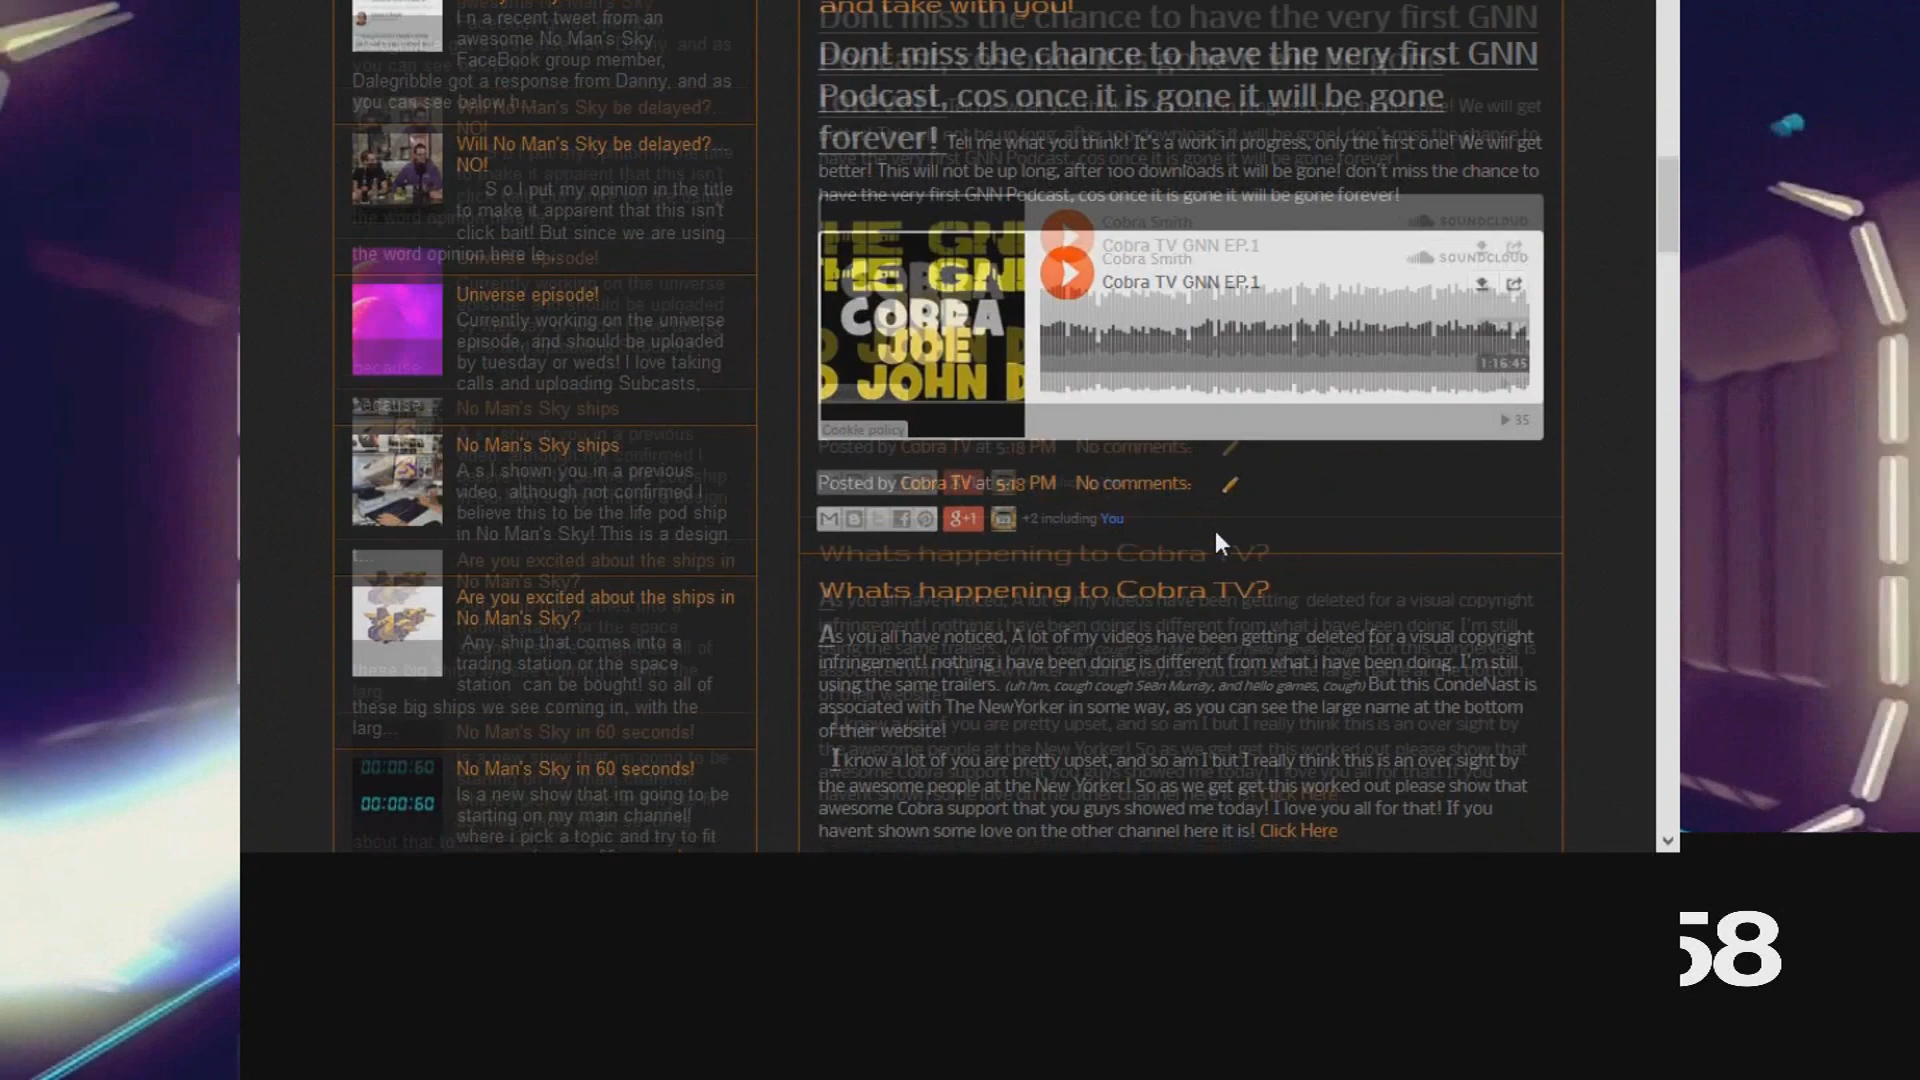 In a recent tweet from an
awesome No Man's Sky
FaceBook group member,
Dalegribble got a response from Danny, and as
you can see below h...
Will No Man's Sky be delayed?...
NO!
S o I put my opinion in the title
to make it apparent that this isn't
click bait! But since we are using
the word opinion here le...
Universe episode!
Currently working on the universe
episode, and should be uploaded
by tuesday or weds! I love taking
calls and uploading Subcasts,
because...
No Man's Sky ships
A s I shown you in a previous
video, although not confirmed I
believe this to be the life pod ship
in No Man's Sky! This is a design
t...
Are you excited about the ships in
No Man's Sky?
Any ship that comes into a
trading station or the space
station can be bought! so all of
these big ships we see coming in, with the
larg...
No Man's Sky in 60 seconds!
00:00:60
Is a new show that im going to be
starting on my main channel!
where i pick a topic and try to fit
about that to
and take with you!
Dont miss the chance to have the very first GNN
Podcast, cos once it is gone it will be gone
forever! Tell me what you think! It's a work in progress, only the first one! We will get
better! This will not be up long, after 100 downloads it will be gone! don't miss the chance to
have the very first GNN Podcast, cos once it is gone it will be gone forever!
THE GN
COBRA
JOE
JOHN D
Cobra Smith
SOUNDCLOUD
Cobra TV GNN EP.1
1:16:45
Cookie policy
35
Posted by Cobra TV at 5:18 PM No comments:
g+1
+2 including You
Whats happening to Cobra TV?
As you all have noticed, A lot of my videos have been getting deleted for a visual copyright
infringement! nothing i have been doing is different from what i have been doing. I'm still
using the same trailers. (uh hm, cough cough Sean Murray, and hello games, cough) But this CondeNast is
associated with The NewYorker in some way, as you can see the large name at the bottom
of their website!
I know a lot of you are pretty upset, and so am I but I really think this is an over sight by
the awesome people at the New Yorker! So as we get get this worked out please show that
awesome Cobra support that you guys showed me today! I love you all for that! If you
havent shown some love on the other channel here it is! Click Here
58